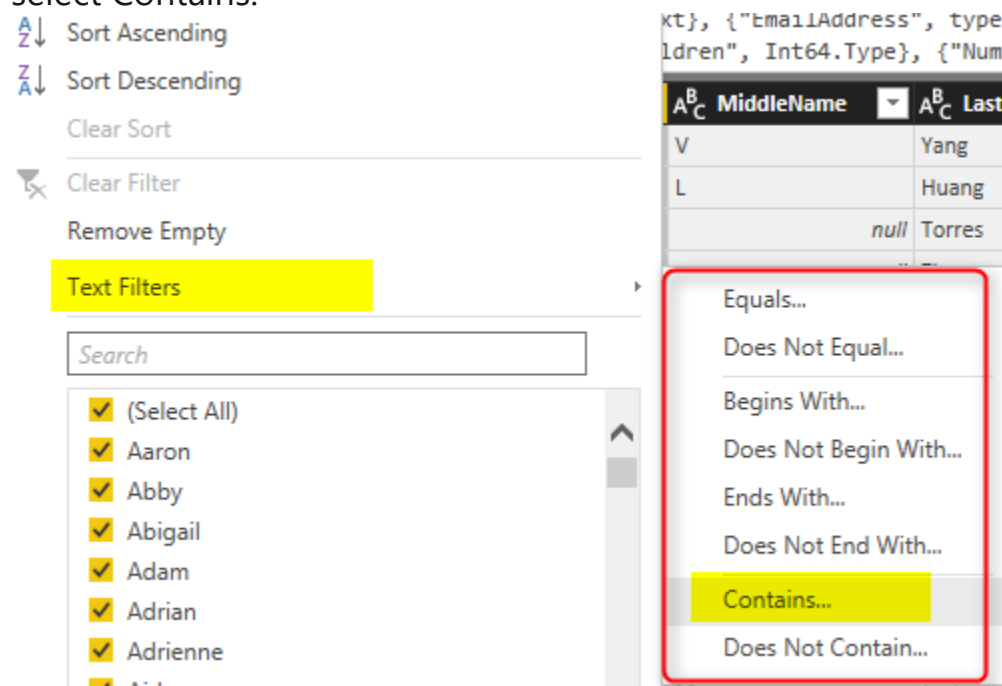 select Contains.
Sort Ascending
Sort Descending
Clear Sort
Clear Filter
Remove Empty
Text Filters
Search
(Select All)
Aaron
Abby
Abigail
Adam
Adrian
Adrienne
xt}, {"EmailAddress", type
ldren", Int64.Type}, {"Num
ABC MiddleName ABC Last
V Yang
L Huang
null Torres
Equals...
Does Not Equal...
Begins With...
Does Not Begin With...
Ends With...
Does Not End With...
Contains...
Does Not Contain...